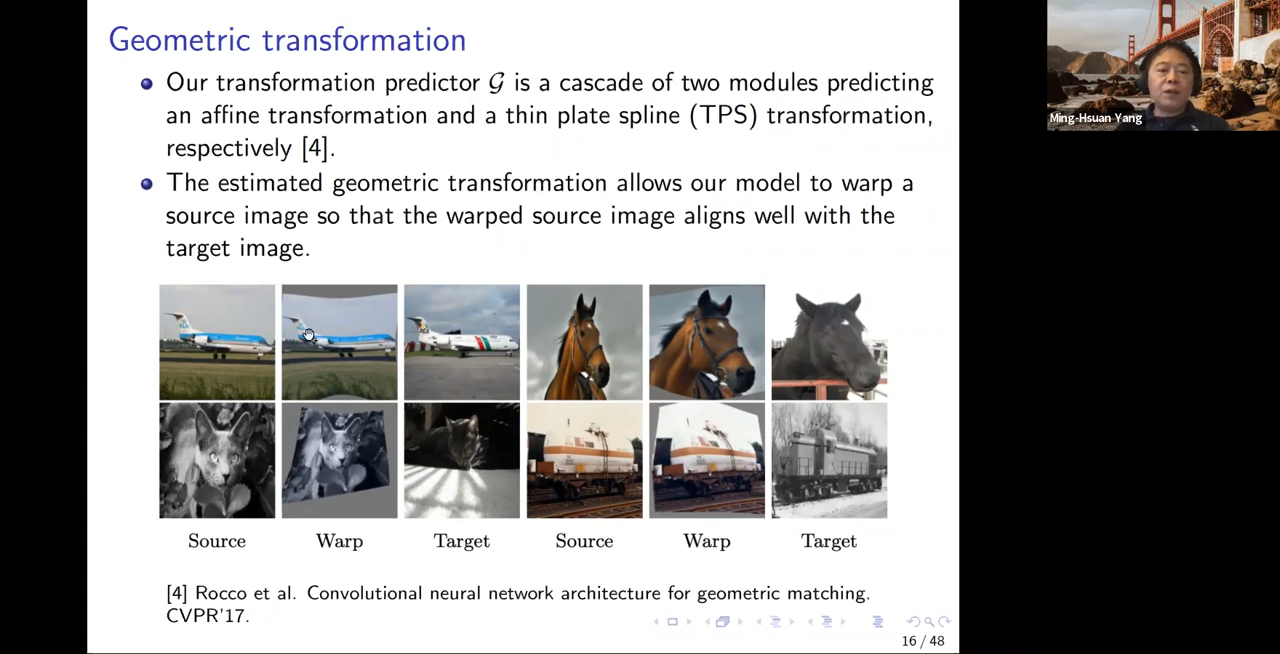 Geometric transformation
Our transformation predictor 𝒢 is a cascade of two modules predicting
an affine transformation and a thin plate spline (TPS) transformation,
respectively [4].
The estimated geometric transformation allows our model to warp a
source image so that the warped source image aligns well with the
target image.
Source Warp Target Source Warp Target
[4] Rocco et al. Convolutional neural network architecture for geometric matching.
CVPR'17.
16 / 48
Ming-Hsuan Yang